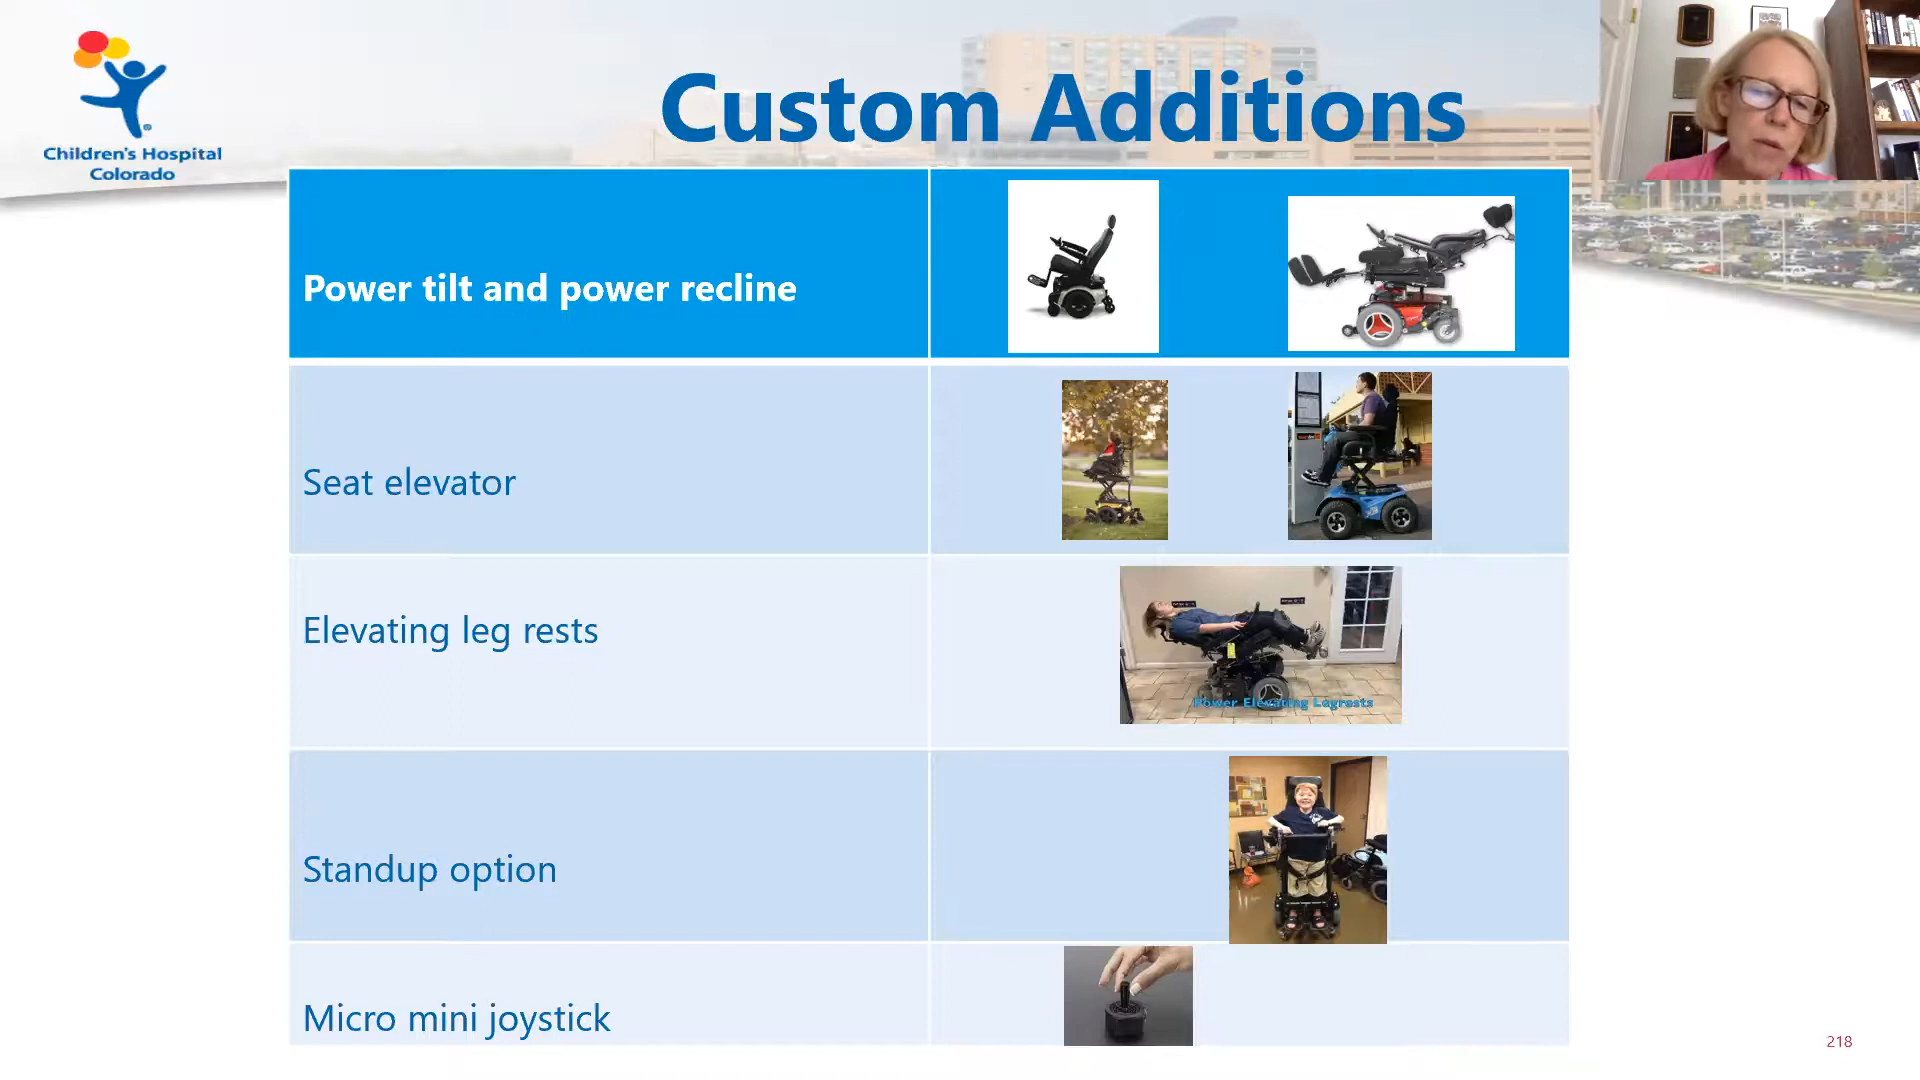 Children's Hospital
Colorado
Custom Additions
Power tilt and power recline
Seat elevator
Elevating leg rests
Power Elevating Legrests
Standup option
Micro mini joystick
218